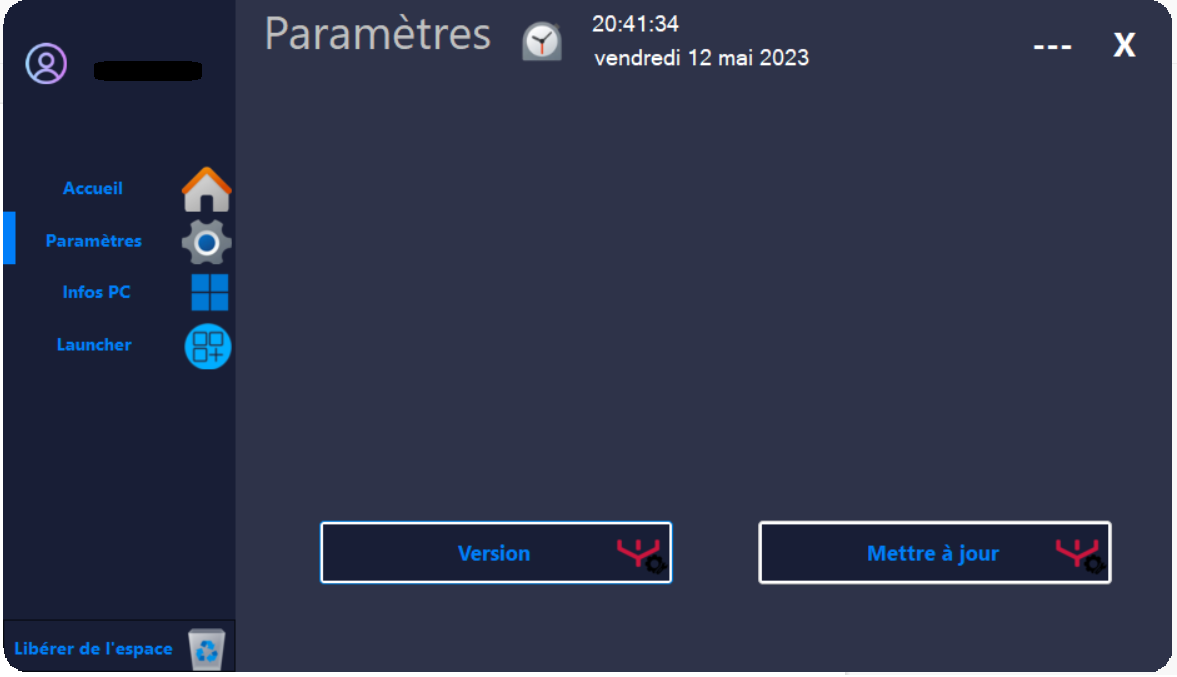 Paramètres
20:41:34
vendredi 12 mai 2023
---
X
Accueil
Paramètres
Infos PC
Launcher
Version
Mettre à jour
Libérer de l'espace